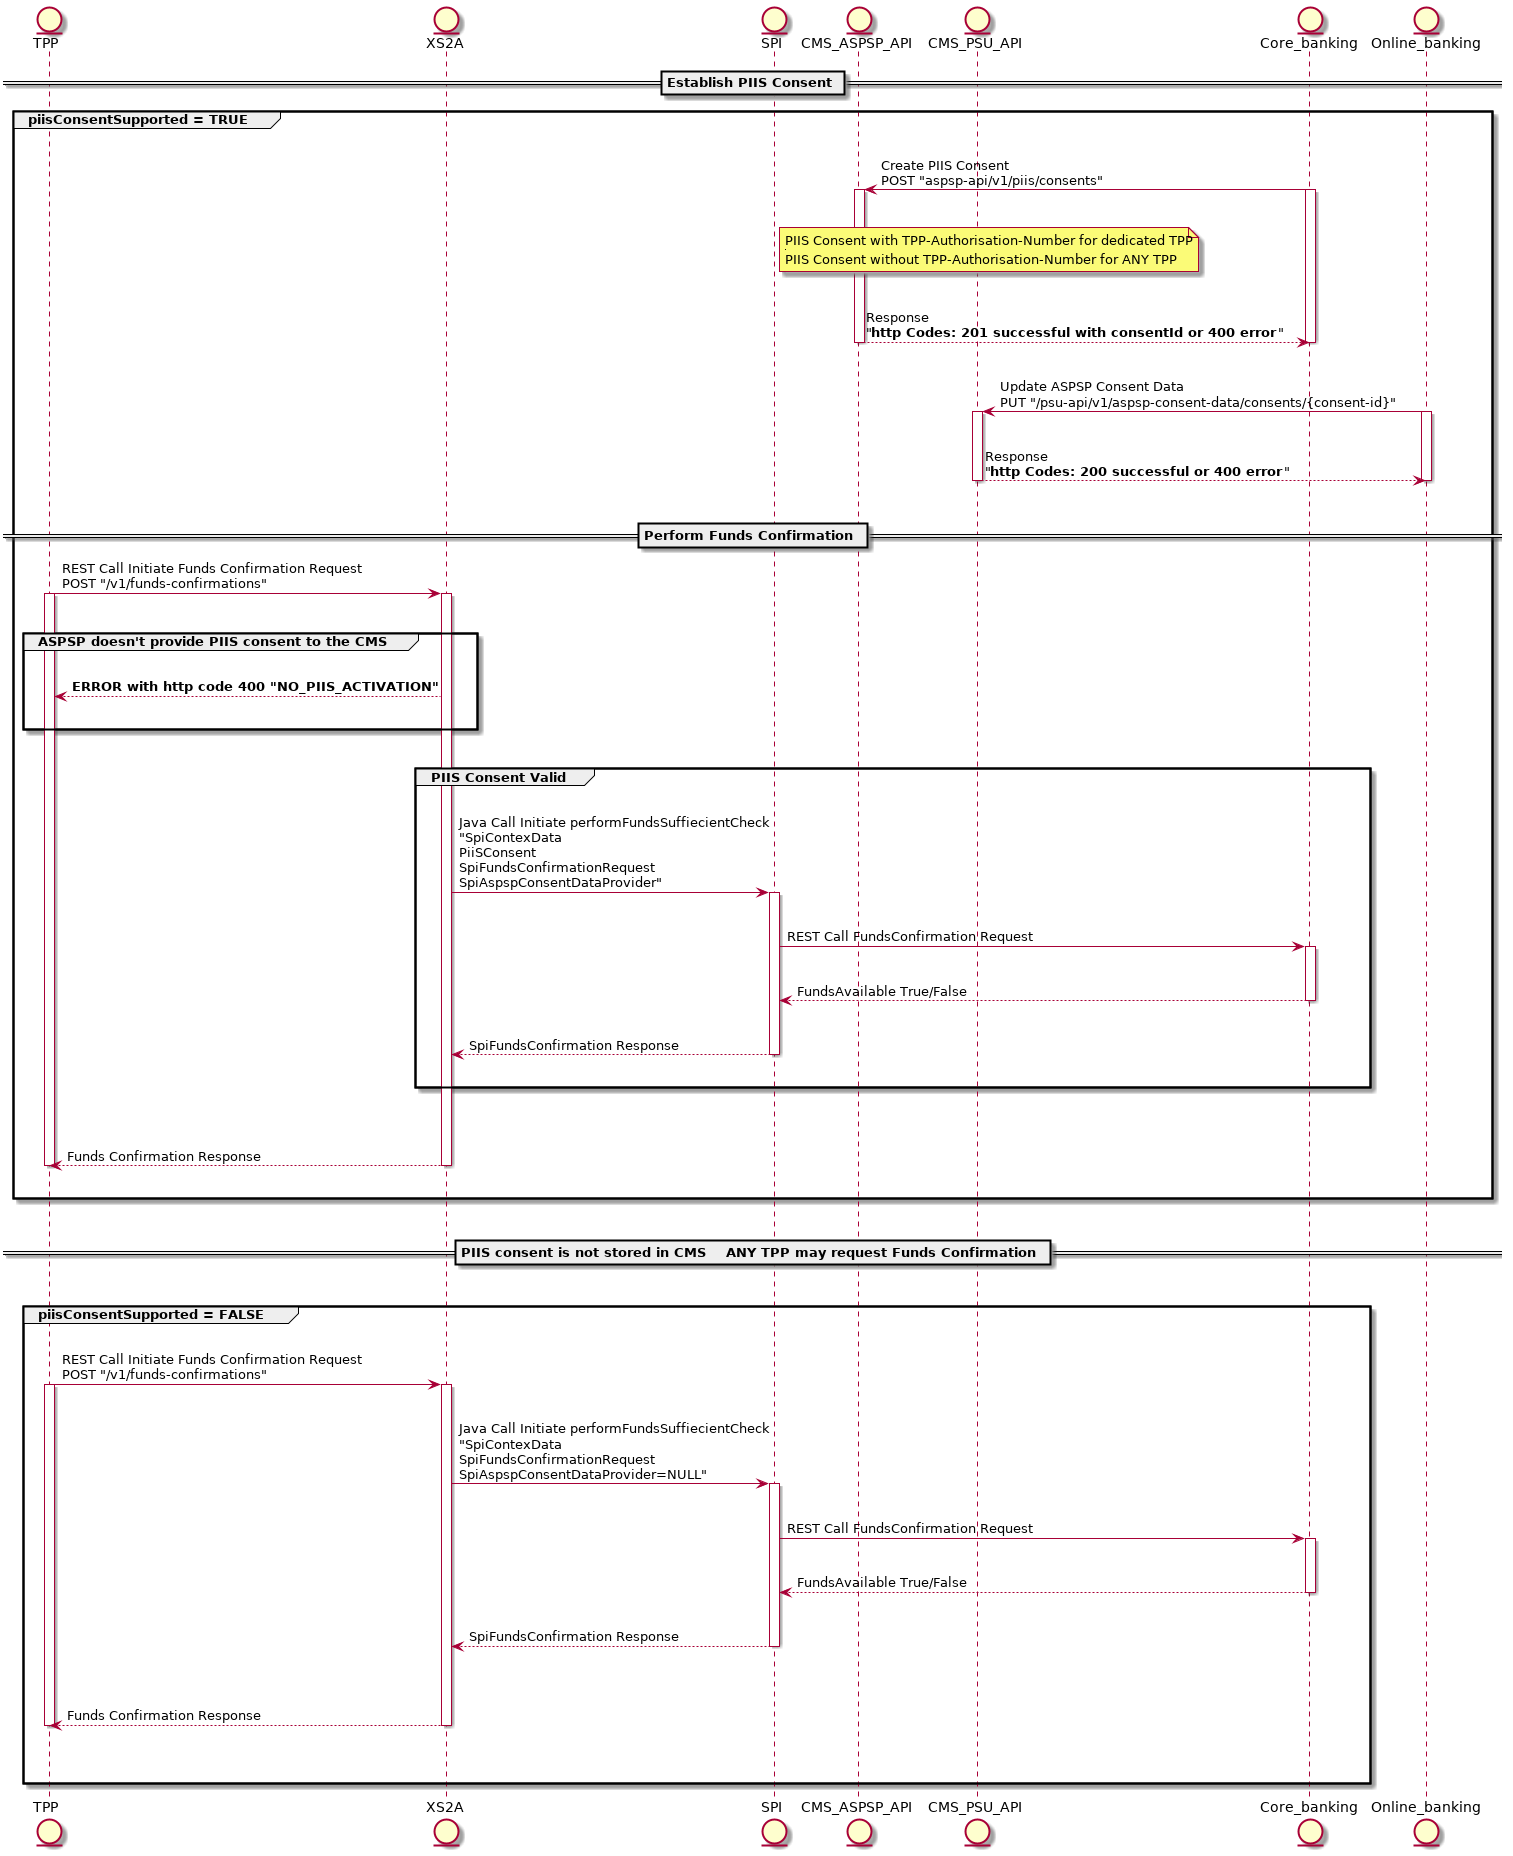 TPP
XS2A
SPI
CMS_ASPSP_API
CMS_PSU_API
Core_banking
Online_banking
Establish PIIS Consent
piisConsentSupported = TRUE
Create PIIS Consent
POST "aspsp-api/v1/piis/consents"
PIIS Consent with TPP-Authorisation-Number for dedicated TPP
.
PIIS Consent without TPP-Authorisation-Number for ANY TPP
Response
"http Codes: 201 successful with consentId or 400 error"
Update ASPSP Consent Data
PUT "/psu-api/v1/aspsp-consent-data/consents/{consent-id}"
Response
"http Codes: 200 successful or 400 error"
Perform Funds Confirmation
REST Call Initiate Funds Confirmation Request
POST "/v1/funds-confirmations"
ASPSP doesn't provide PIIS consent to the CMS
ERROR with http code 400 "NO_PIIS_ACTIVATION"
PIIS Consent Valid
Java Call Initiate performFundsSuffiecientCheck
"SpiContexData
PiiSConsent
SpiFundsConfirmationRequest
SpiAspspConsentDataProvider"
REST Call FundsConfirmation Request
FundsAvailable True/False
SpiFundsConfirmation Response
Funds Confirmation Response
PIIS consent is not stored in CMS ANY TPP may request Funds Confirmation
piisConsentSupported = FALSE
REST Call Initiate Funds Confirmation Request
POST "/v1/funds-confirmations"
Java Call Initiate performFundsSuffiecientCheck
"SpiContexData
SpiFundsConfirmationRequest
SpiAspspConsentDataProvider=NULL"
REST Call FundsConfirmation Request
FundsAvailable True/False
SpiFundsConfirmation Response
Funds Confirmation Response
TPP
XS2A
SPI
CMS_ASPSP_API
CMS_PSU_API
Core_banking
Online_banking